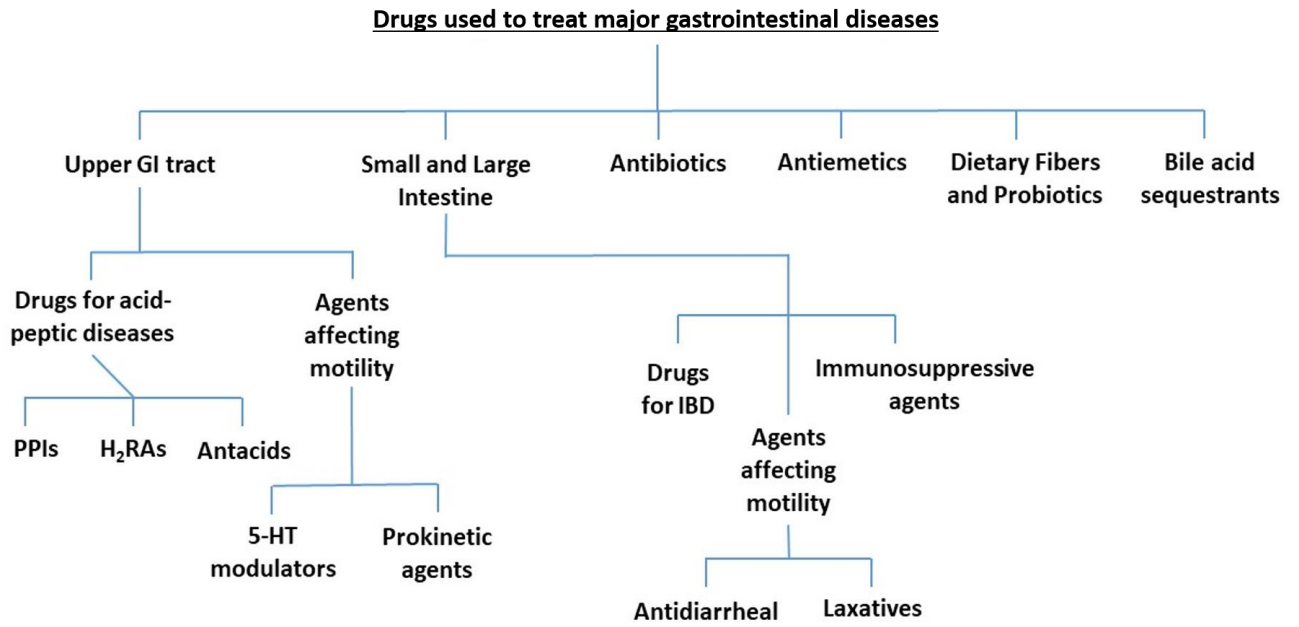 Drugs used to treat major gastrointestinal diseases
Upper GI tract
Small and Large
Intestine
Antibiotics
Antiemetics
Dietary Fibers
and Probiotics
Bile acid
sequestrants
Drugs for acid-
peptic diseases
Agents
affecting
motility
PPIs
H₂RAs
Antacids
5-HT
modulators
Prokinetic
agents
Drugs
for IBD
Immunosuppressive
agents
Agents
affecting
motility
Antidiarrheal
Laxatives